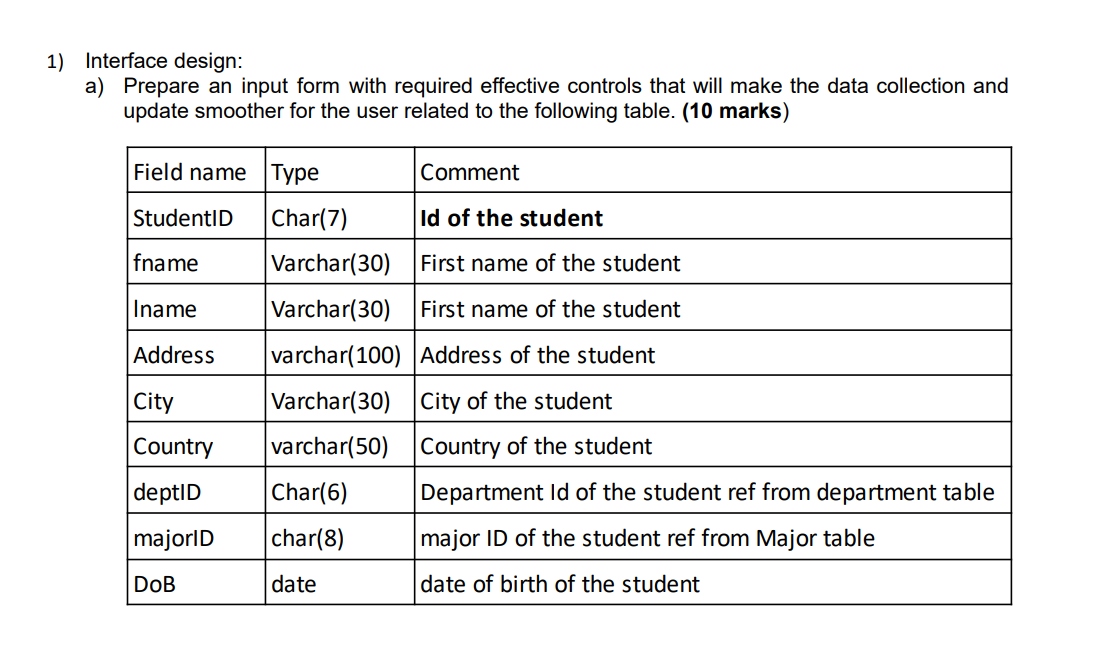 1) Interface design:
a) Prepare an input form with required effective controls that will make the data collection and
update smoother for the user related to the following table. (10 marks)
Field name Type Comment
StudentID Char(7) Id of the student
fname Varchar(30) First name of the student
lname Varchar(30) First name of the student
Address varchar(100) Address of the student
City Varchar(30) City of the student
Country varchar(50) Country of the student
deptID Char(6) Department Id of the student ref from department table
majorID char(8) major ID of the student ref from Major table
DoB date date of birth of the student